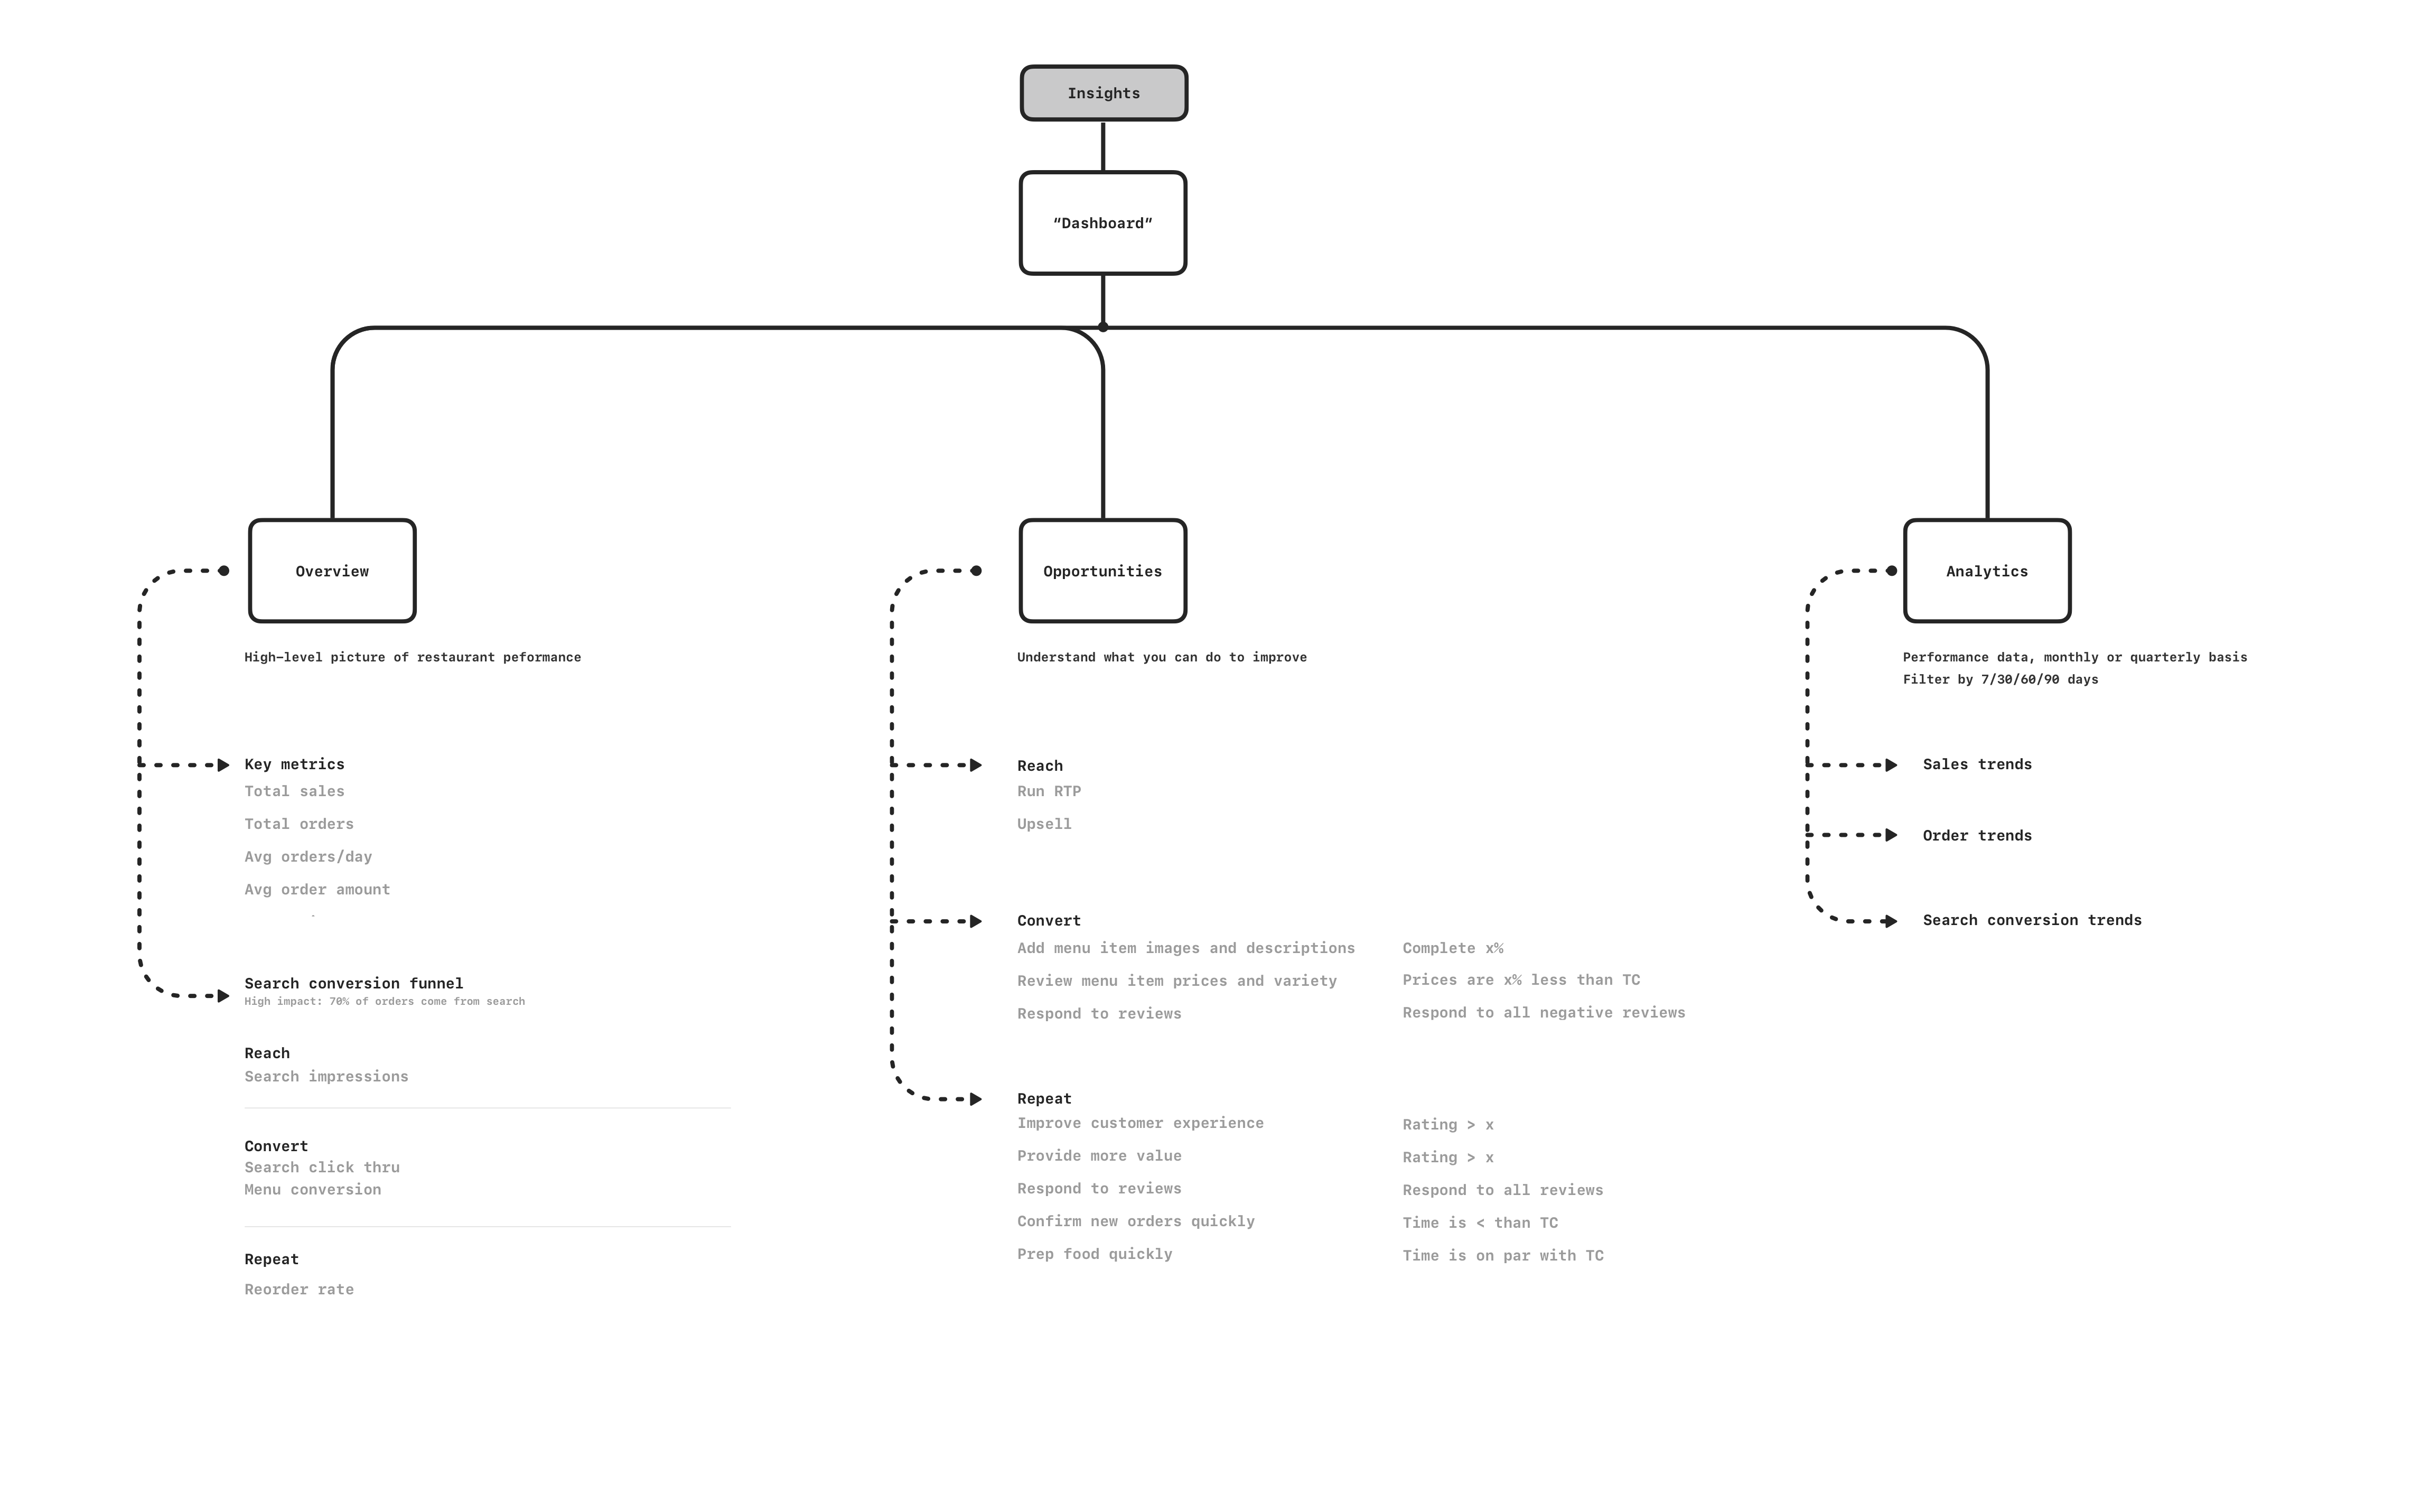 Insights
“Dashboard”
Overview
High-level picture of restaurant peformance
Key metrics
Total sales
Total orders
Avg orders/day
Avg order amount
Search conversion funnel
High impact: 70% of orders come from search
Reach
Search impressions
Convert
Search click thru
Menu conversion
Repeat
Reorder rate
Opportunities
Understand what you can do to improve
Reach
Run RTP
Upsell
Convert
Add menu item images and descriptions Complete x%
Review menu item prices and variety Prices are x% less than TC
Respond to reviews Respond to all negative reviews
Repeat
Improve customer experience Rating > x
Provide more value Rating > x
Respond to reviews Respond to all reviews
Confirm new orders quickly Time is < than TC
Prep food quickly Time is on par with TC
Analytics
Performance data, monthly or quarterly basis
Filter by 7/30/60/90 days
Sales trends
Order trends
Search conversion trends